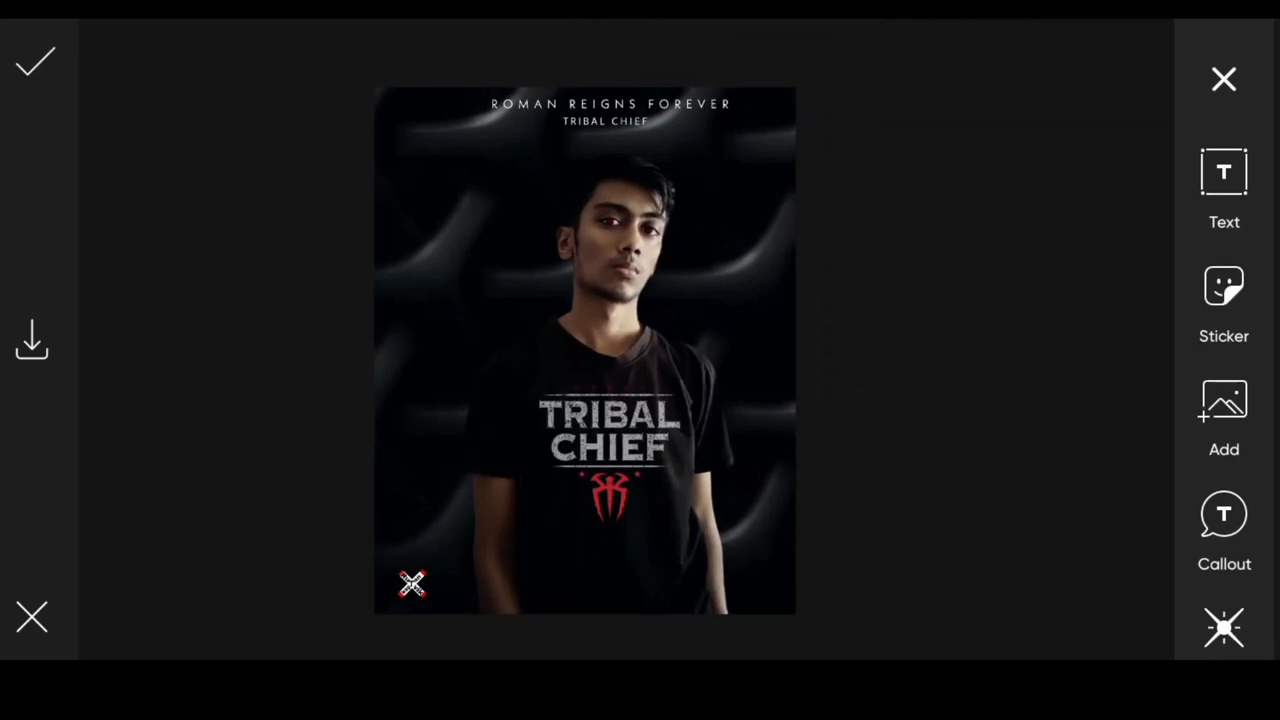 ROMAN REIGNS FOREVER
TRIBAL CHIEF
TRIBAL
CHIEF
T
Text
Sticker
Add
T
Callout